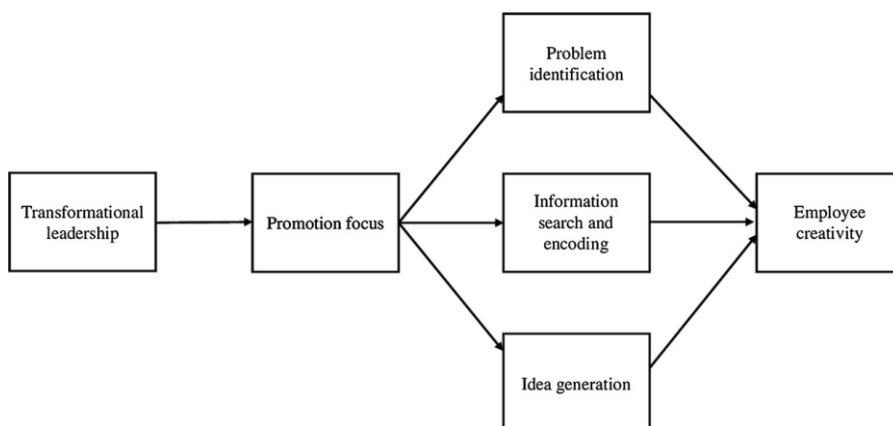 Problem
identification
Transformational
leadership
Promotion focus
Information
search and
encoding
Employee
creativity
Idea generation